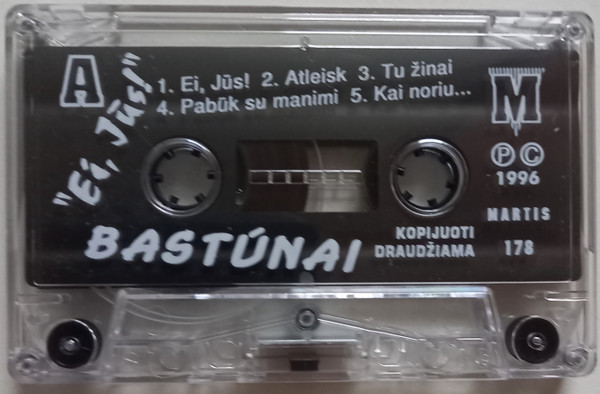 A
"Ei, Jūs!"
1. Ei, Jūs! 2. Atleisk 3. Tu žinai
4. Pabūk su manimi 5. Kai noriu...
M
Ⓟ Ⓒ
1996
MARTIS
178
BASTŪNAI
KOPIJUOTI
DRAUDŽIAMA